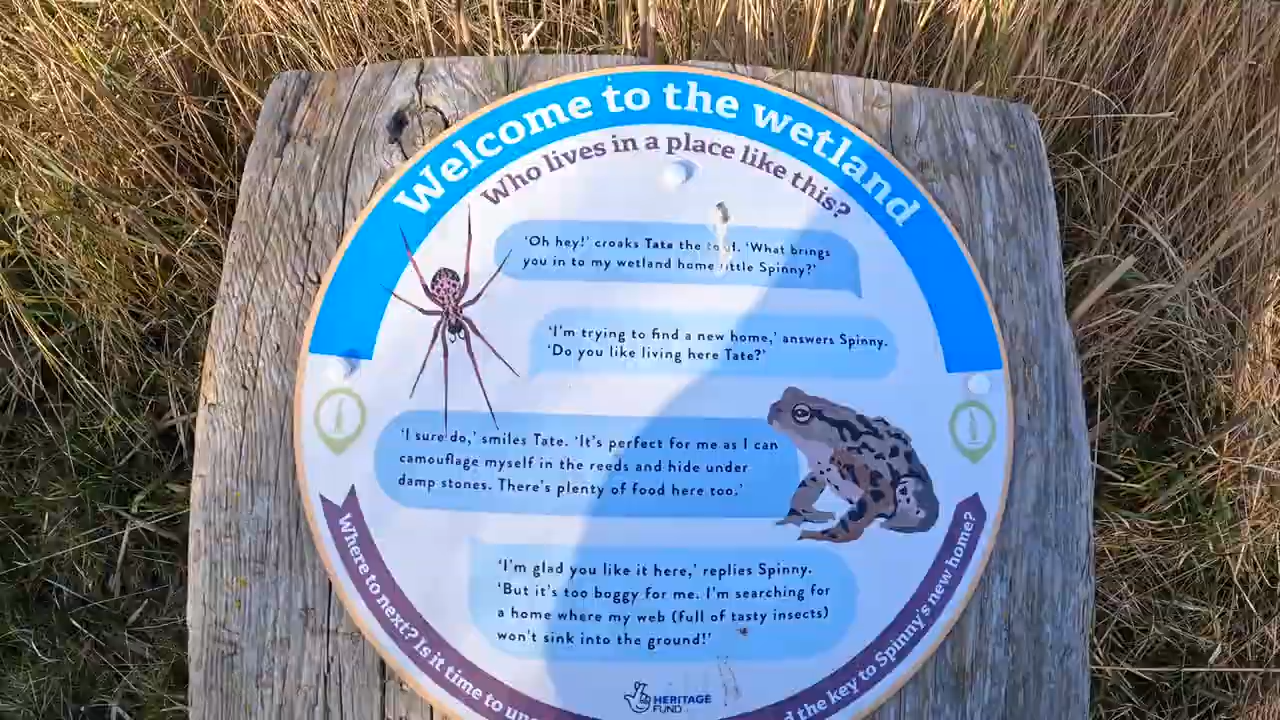 Welcome to the wetland
Who lives in a place like this?
'Oh hey!' croaks Tate the toad. 'What brings
you in to my wetland home little Spinny?'
'I'm trying to find a new home,' answers Spinny.
'Do you like living here Tate?'
'I sure do,' smiles Tate. 'It's perfect for me as I can
camouflage myself in the reeds and hide under
damp stones. There's plenty of food here too.'
'I'm glad you like it here,' replies Spinny.
'But it's too boggy for me. I'm searching for
a home where my web (full of tasty insects)
won't sink into the ground!'
Where to next? Is it time to
the key to Spinny's new home?
HERITAGE
FUND